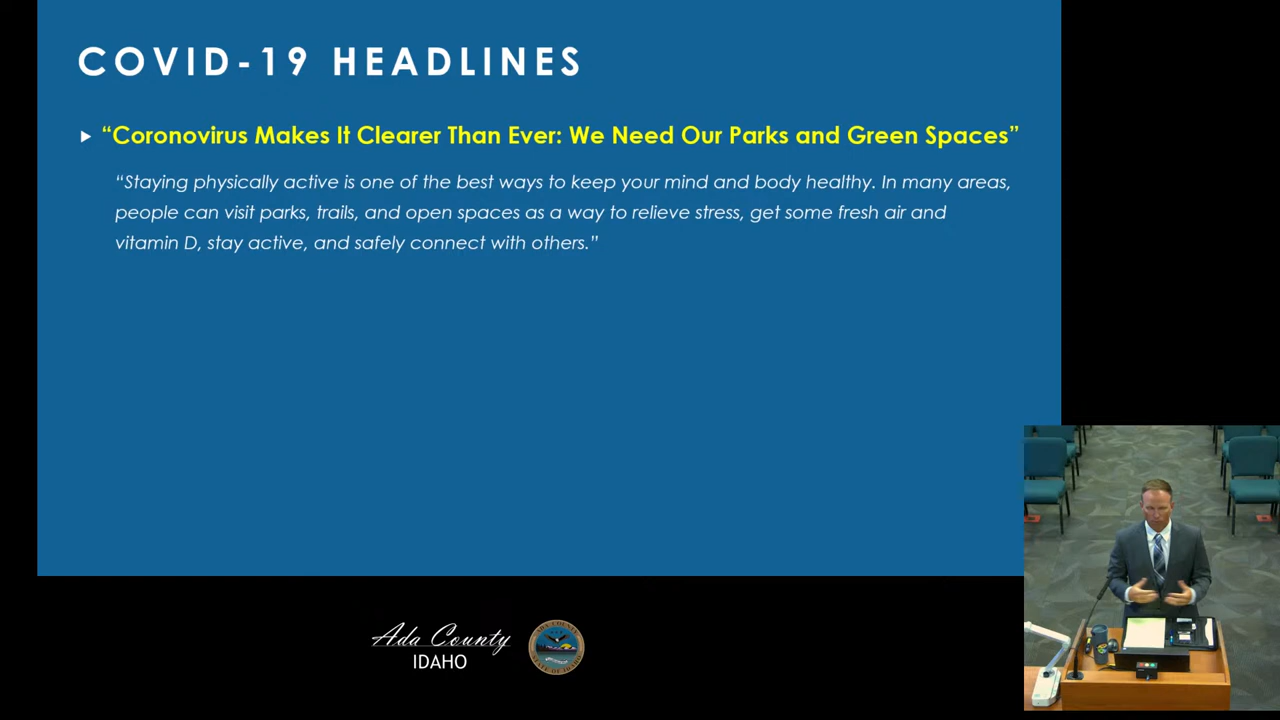 COVID-19 HEADLINES
“Coronovirus Makes It Clearer Than Ever: We Need Our Parks and Green Spaces”
“Staying physically active is one of the best ways to keep your mind and body healthy. In many areas,
people can visit parks, trails, and open spaces as a way to relieve stress, get some fresh air and
vitamin D, stay active, and safely connect with others.”
Ada County
IDAHO